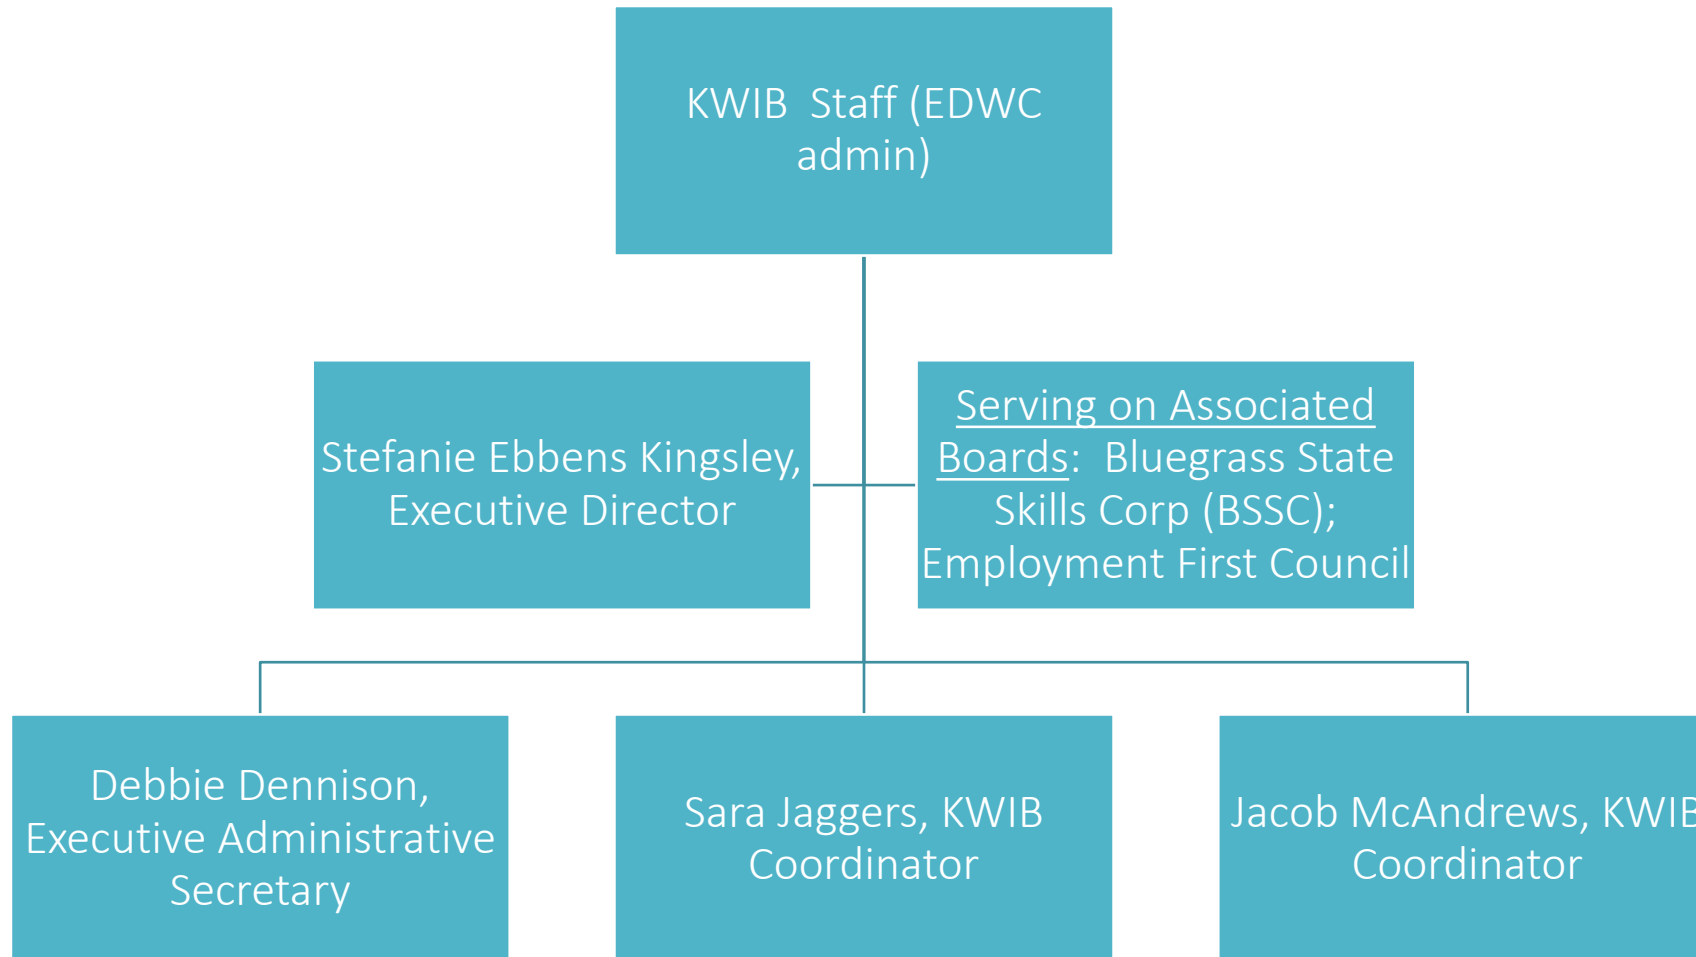 KWIB  Staff (EDWC
admin)
Stefanie Ebbens Kingsley,
Executive Director
Serving on Associated
Boards:  Bluegrass State
Skills Corp (BSSC);
Employment First Council
Debbie Dennison,
Executive Administrative
Secretary
Sara Jaggers, KWIB
Coordinator
Jacob McAndrews, KWIB
Coordinator